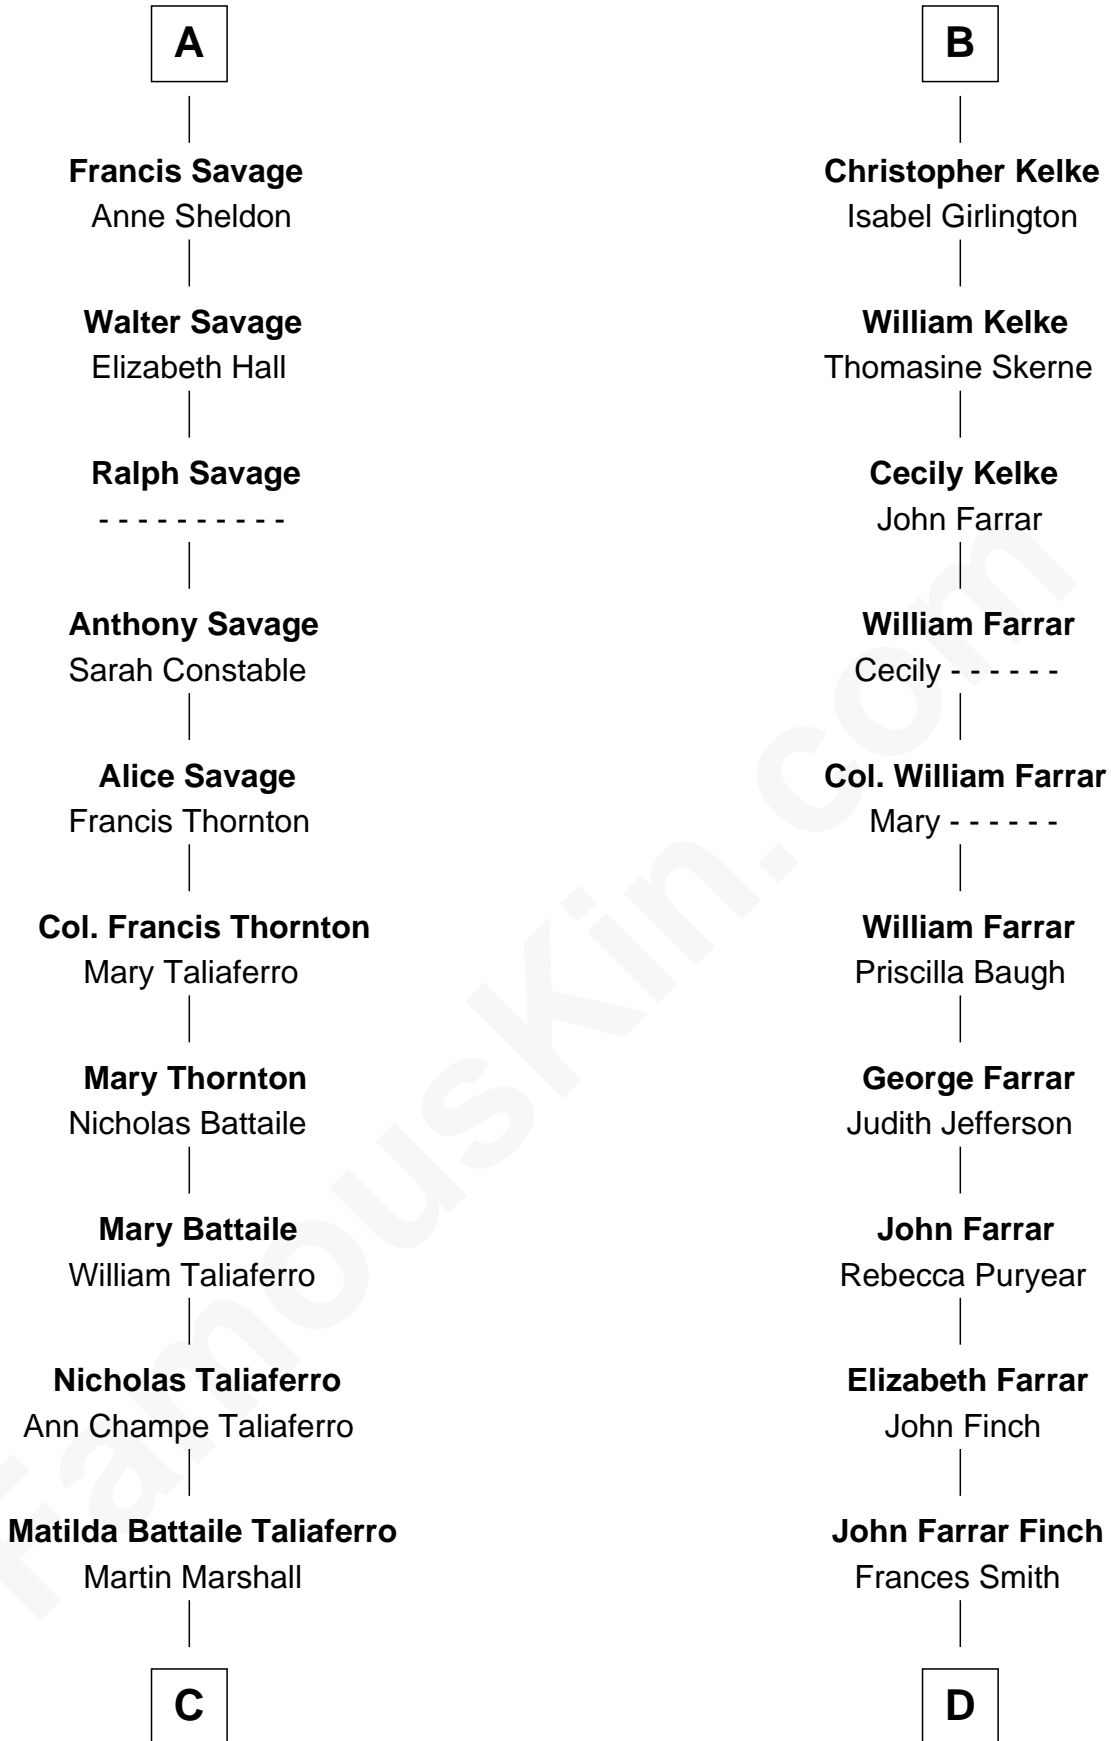 A
Francis Savage
Anne Sheldon
Walter Savage
Elizabeth Hall
Ralph Savage
- - - - - - - - - -
Anthony Savage
Sarah Constable
Alice Savage
Francis Thornton
Col. Francis Thornton
Mary Taliaferro
Mary Thornton
Nicholas Battaile
Mary Battaile
William Taliaferro
Nicholas Taliaferro
Ann Champe Taliaferro
Matilda Battaile Taliaferro
Martin Marshall
C
B
Christopher Kelke
Isabel Girlington
William Kelke
Thomasine Skerne
Cecily Kelke
John Farrar
William Farrar
Cecily - - - - - -
Col. William Farrar
Mary - - - - - -
William Farrar
Priscilla Baugh
George Farrar
Judith Jefferson
John Farrar
Rebecca Puryear
Elizabeth Farrar
John Finch
John Farrar Finch
Frances Smith
D
FamousKin.com